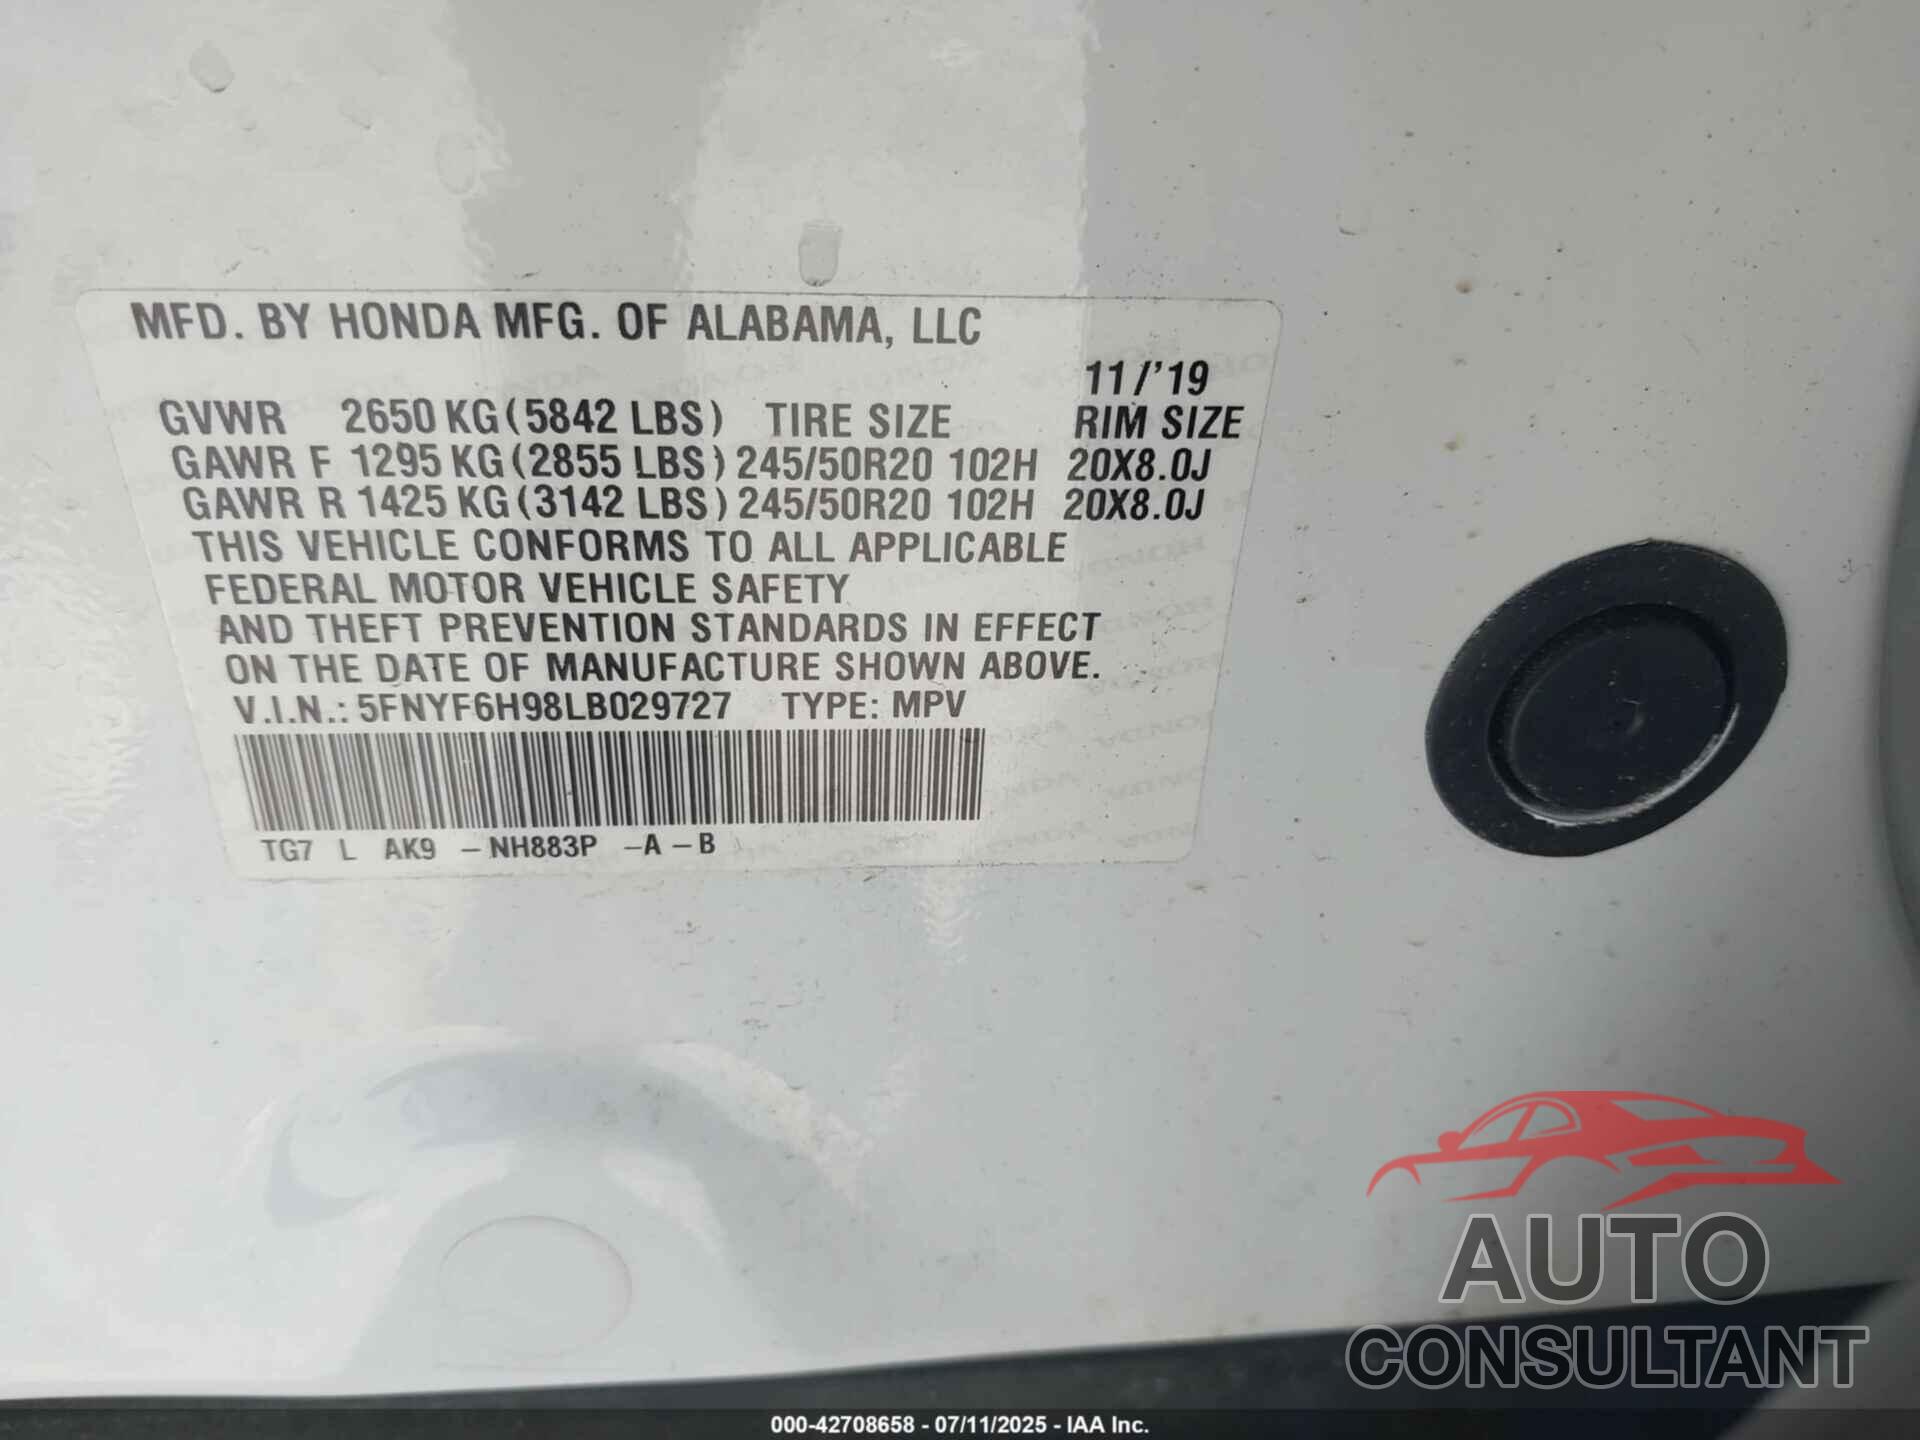 MFD. BY HONDA MFG. OF ALABAMA, LLC
11/'19
GVWR 2650 KG (5842 LBS) TIRE SIZE RIM SIZE
GAWR F 1295 KG (2855 LBS) 245/50R20 102H 20X8.0J
GAWR R 1425 KG (3142 LBS) 245/50R20 102H 20X8.0J
THIS VEHICLE CONFORMS TO ALL APPLICABLE
FEDERAL MOTOR VEHICLE SAFETY
AND THEFT PREVENTION STANDARDS IN EFFECT
ON THE DATE OF MANUFACTURE SHOWN ABOVE.
V.I.N.: 5FNYF6H98LB029727 TYPE: MPV
TG7 L AK9 – NH883P – A – B
AUTO
CONSULTANT
000-42708658 - 07/11/2025 - IAA Inc.